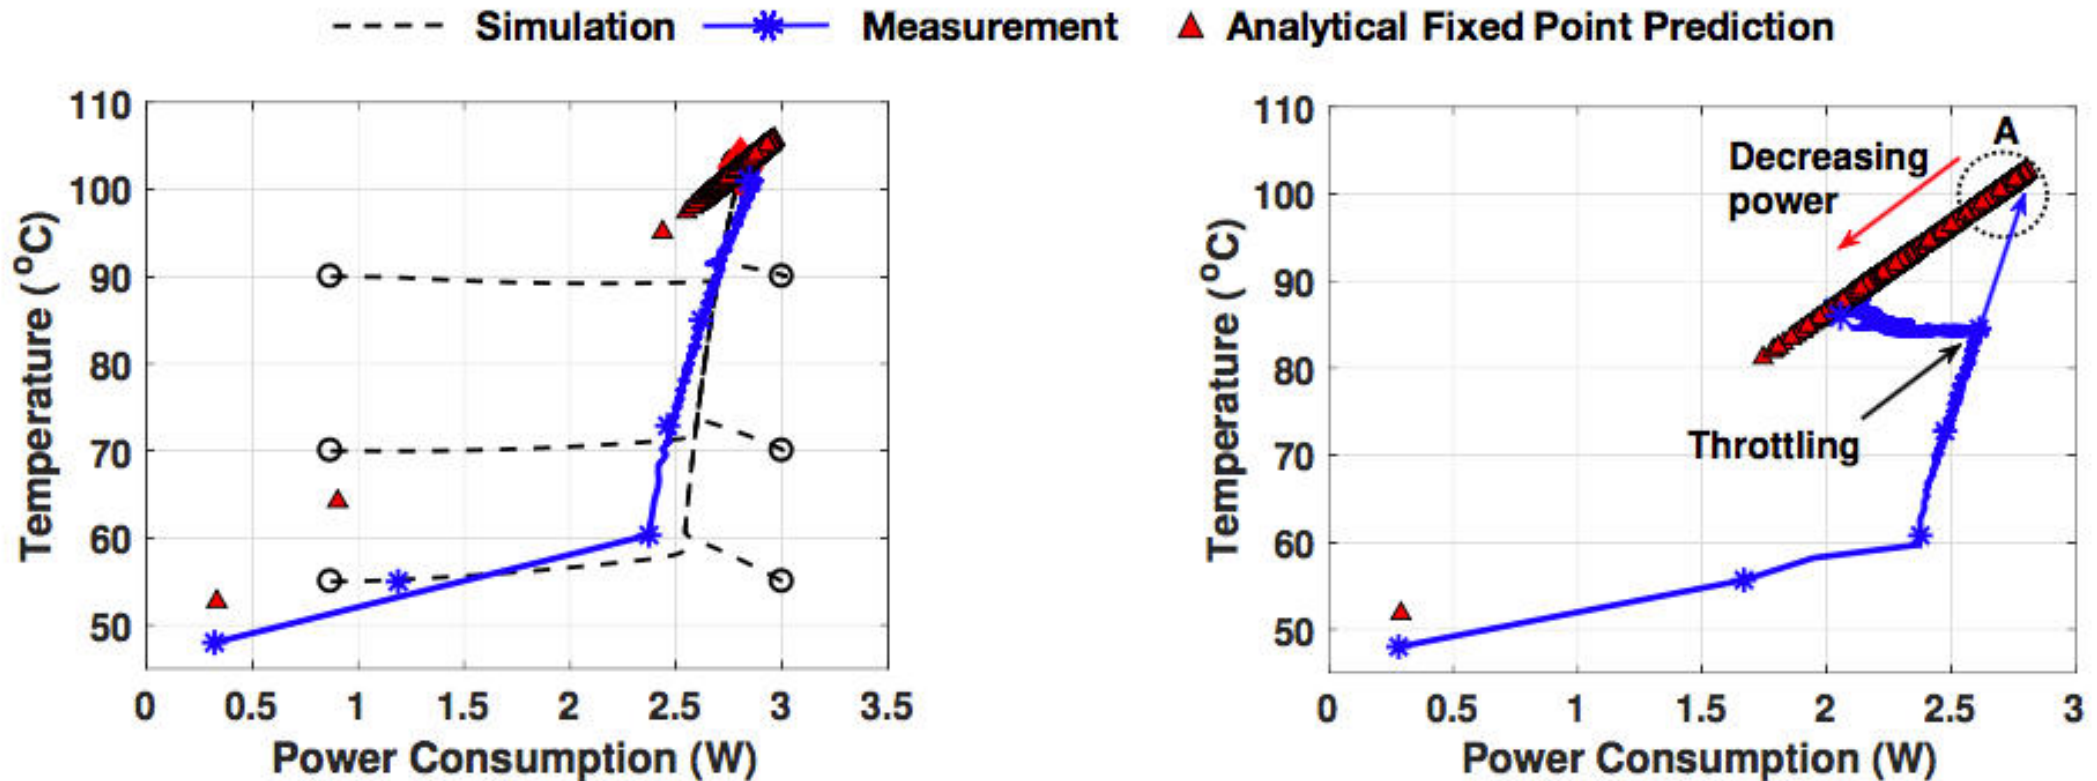 Simulation Measurement Analytical Fixed Point Prediction
110
100
90
80
70
60
50
0 0.5 1 1.5 2 2.5 3 3.5
Temperature (°C)
Power Consumption (W)
110
100
90
80
70
60
50
0 0.5 1 1.5 2 2.5 3
Temperature (°C)
Power Consumption (W)
A
Decreasing
power
Throttling